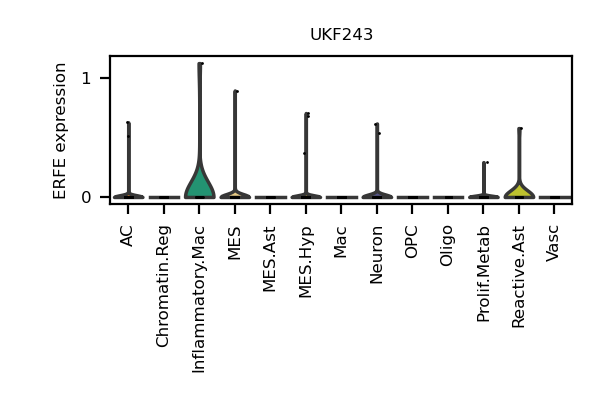 UKF243
ERFE expression
1
0
AC
Chromatin.Reg
Inflammatory.Mac
MES
MES.Ast
MES.Hyp
Mac
Neuron
OPC
Oligo
Prolif.Metab
Reactive.Ast
Vasc